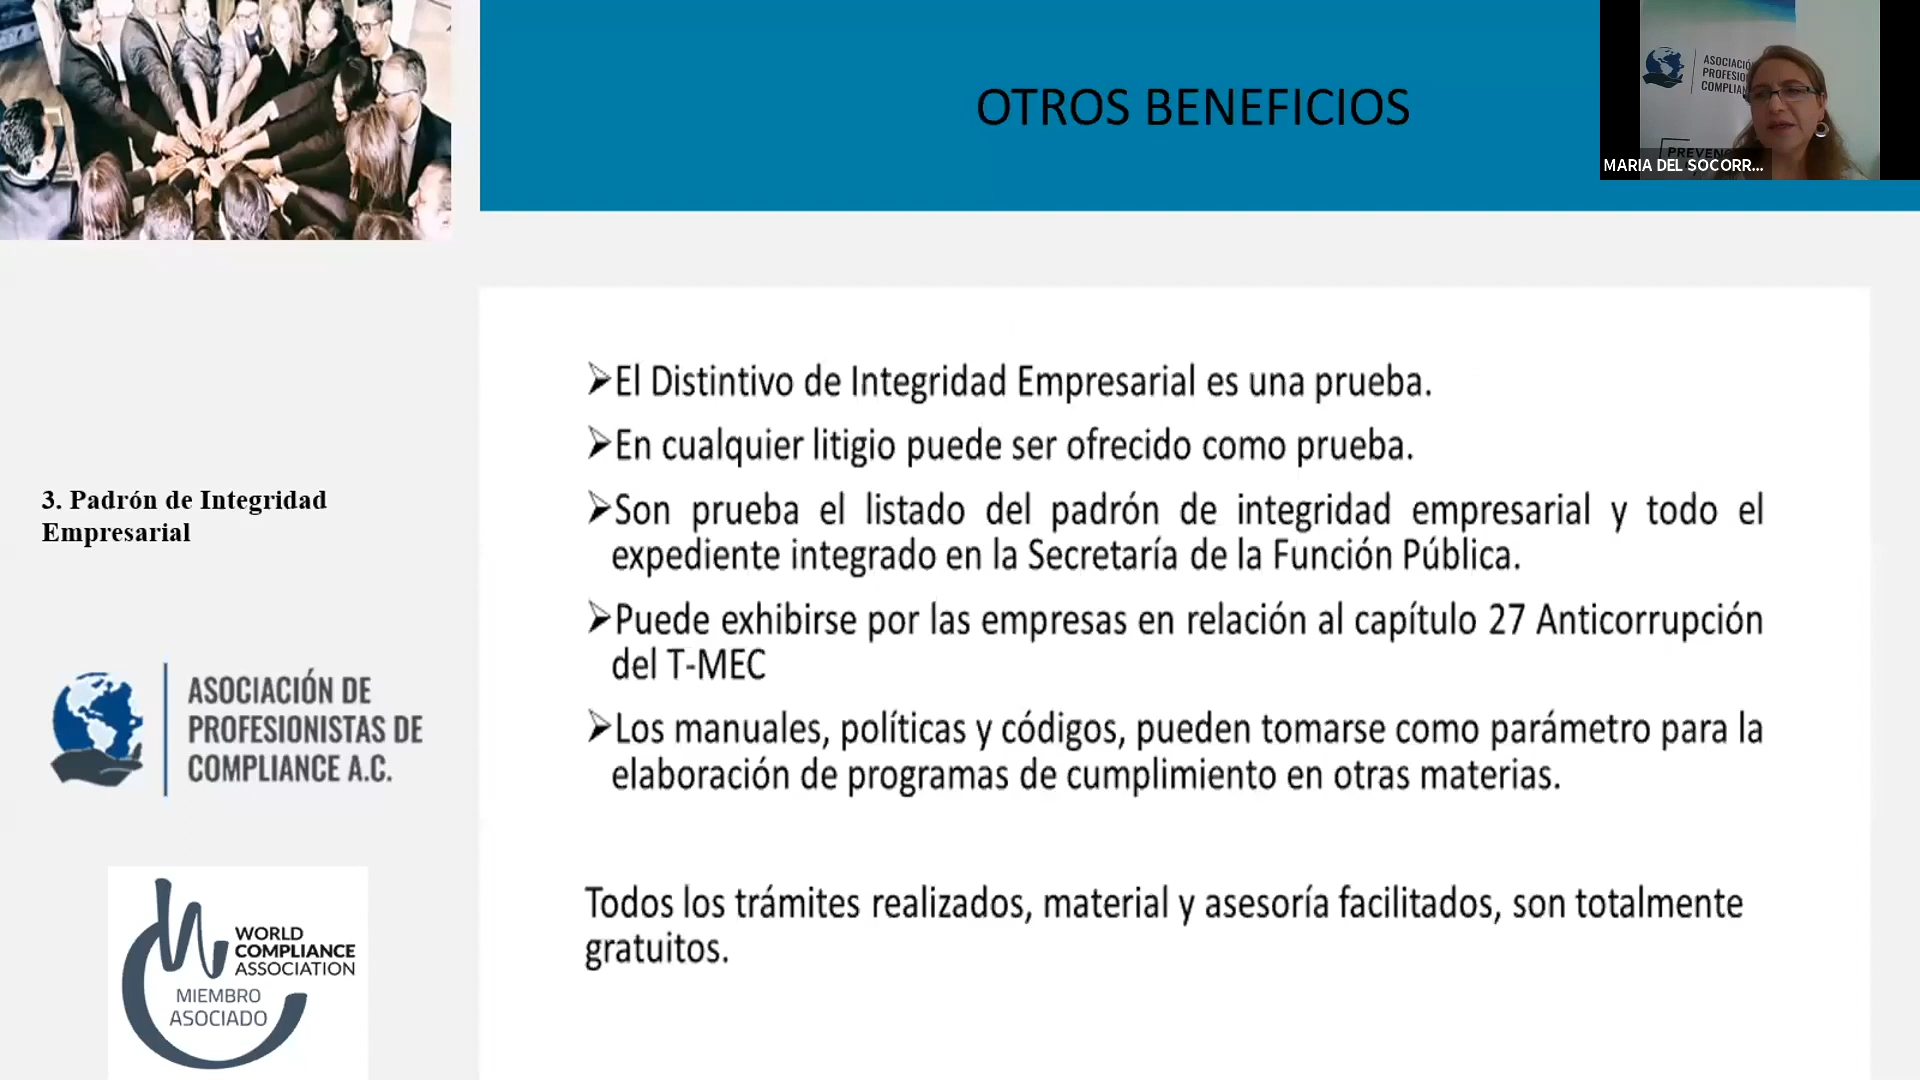 OTROS BENEFICIOS
ASOCIACIÓ
PROFESIO
COMPLIAN
PREVEN
MARIA DEL SOCORR...
➢El Distintivo de Integridad Empresarial es una prueba.
➢En cualquier litigio puede ser ofrecido como prueba.
➢Son prueba el listado del padrón de integridad empresarial y todo el
expediente integrado en la Secretaría de la Función Pública.
➢Puede exhibirse por las empresas en relación al capítulo 27 Anticorrupción
del T-MEC
➢Los manuales, políticas y códigos, pueden tomarse como parámetro para la
elaboración de programas de cumplimiento en otras materias.
Todos los trámites realizados, material y asesoría facilitados, son totalmente
gratuitos.
3. Padrón de Integridad
Empresarial
ASOCIACIÓN DE
PROFESIONISTAS DE
COMPLIANCE A.C.
WORLD
COMPLIANCE
ASSOCIATION
MIEMBRO
ASOCIADO